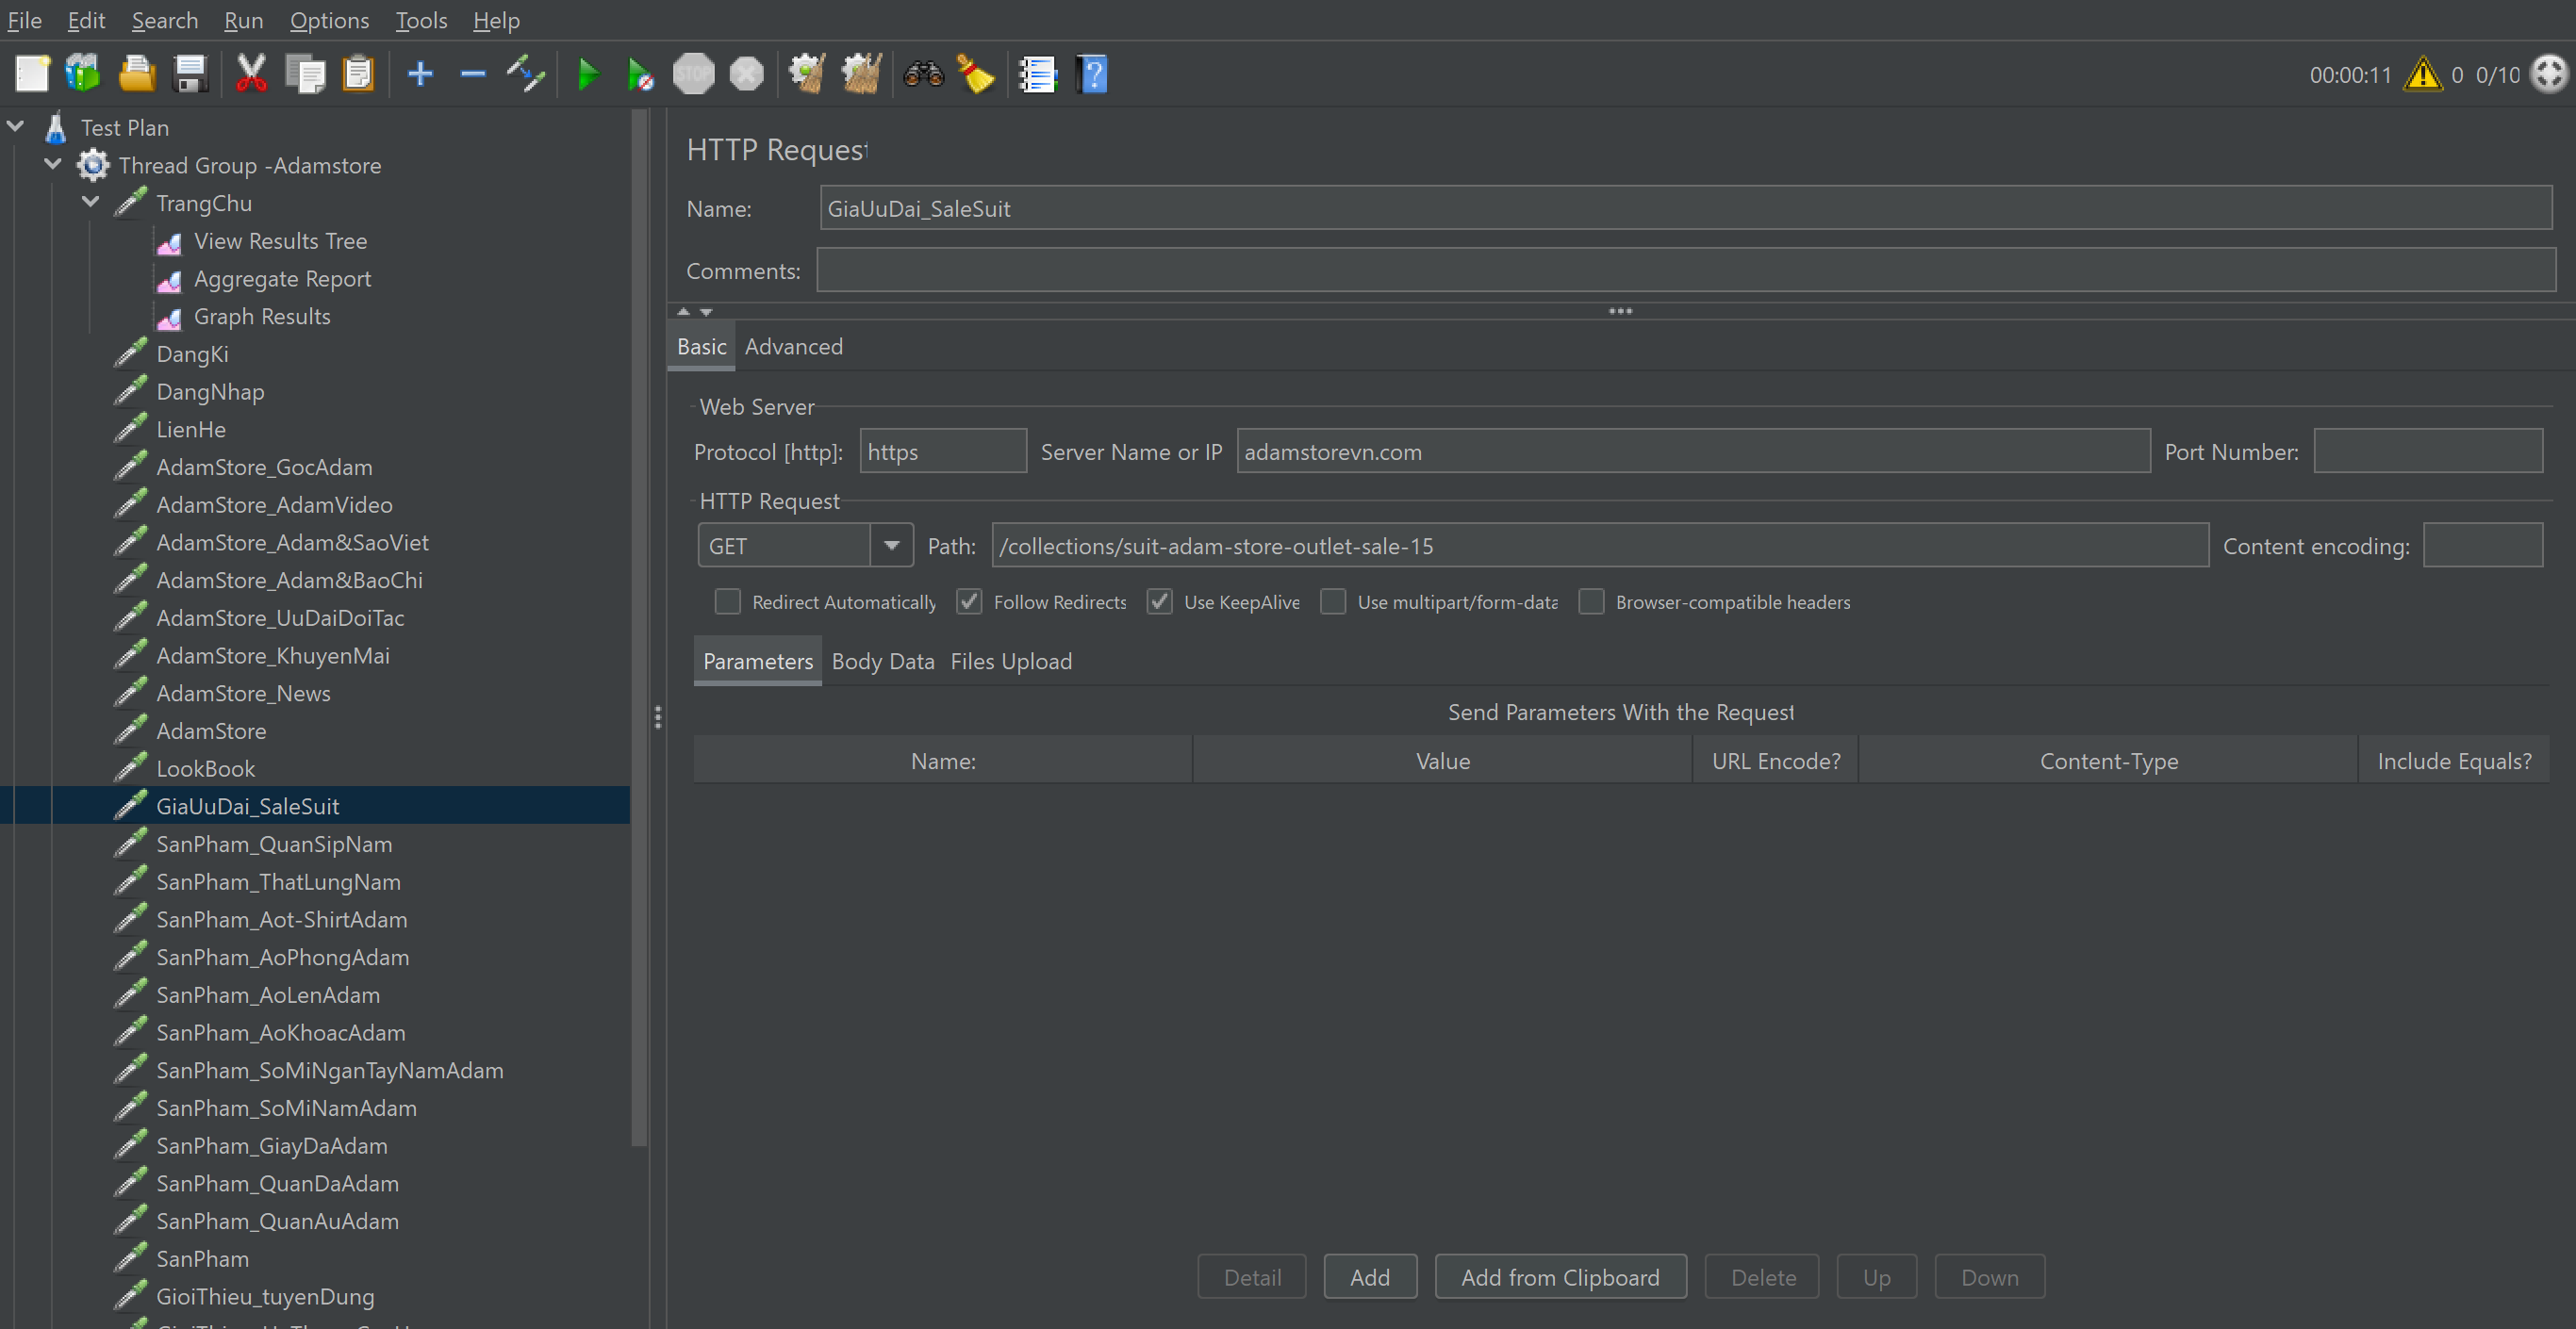 File Edit Search Run Options Tools Help
STOP
00:00:11 0 0/10
Test Plan
Thread Group -Adamstore
TrangChu
View Results Tree
Aggregate Report
Graph Results
DangKi
DangNhap
LienHe
AdamStore_GocAdam
AdamStore_AdamVideo
AdamStore_Adam&SaoViet
AdamStore_Adam&BaoChi
AdamStore_UuDaiDoiTac
AdamStore_KhuyenMai
AdamStore_News
AdamStore
LookBook
GiaUuDai_SaleSuit
SanPham_QuanSipNam
SanPham_ThatLungNam
SanPham_Aot-ShirtAdam
SanPham_AoPhongAdam
SanPham_AoLenAdam
SanPham_AoKhoacAdam
SanPham_SoMiNganTayNamAdam
SanPham_SoMiNamAdam
SanPham_GiayDaAdam
SanPham_QuanDaAdam
SanPham_QuanAuAdam
SanPham
GioiThieu_tuyenDung
HTTP Request
Name: GiaUuDai_SaleSuit
Comments:
Basic Advanced
Web Server
Protocol [http]: https Server Name or IP adamstorevn.com Port Number:
HTTP Request
GET Path: /collections/suit-adam-store-outlet-sale-15 Content encoding:
Redirect Automatically Follow Redirects Use KeepAlive Use multipart/form-data Browser-compatible headers
Parameters Body Data Files Upload
Send Parameters With the Request
Name: Value URL Encode? Content-Type Include Equals?
Detail Add Add from Clipboard Delete Up Down